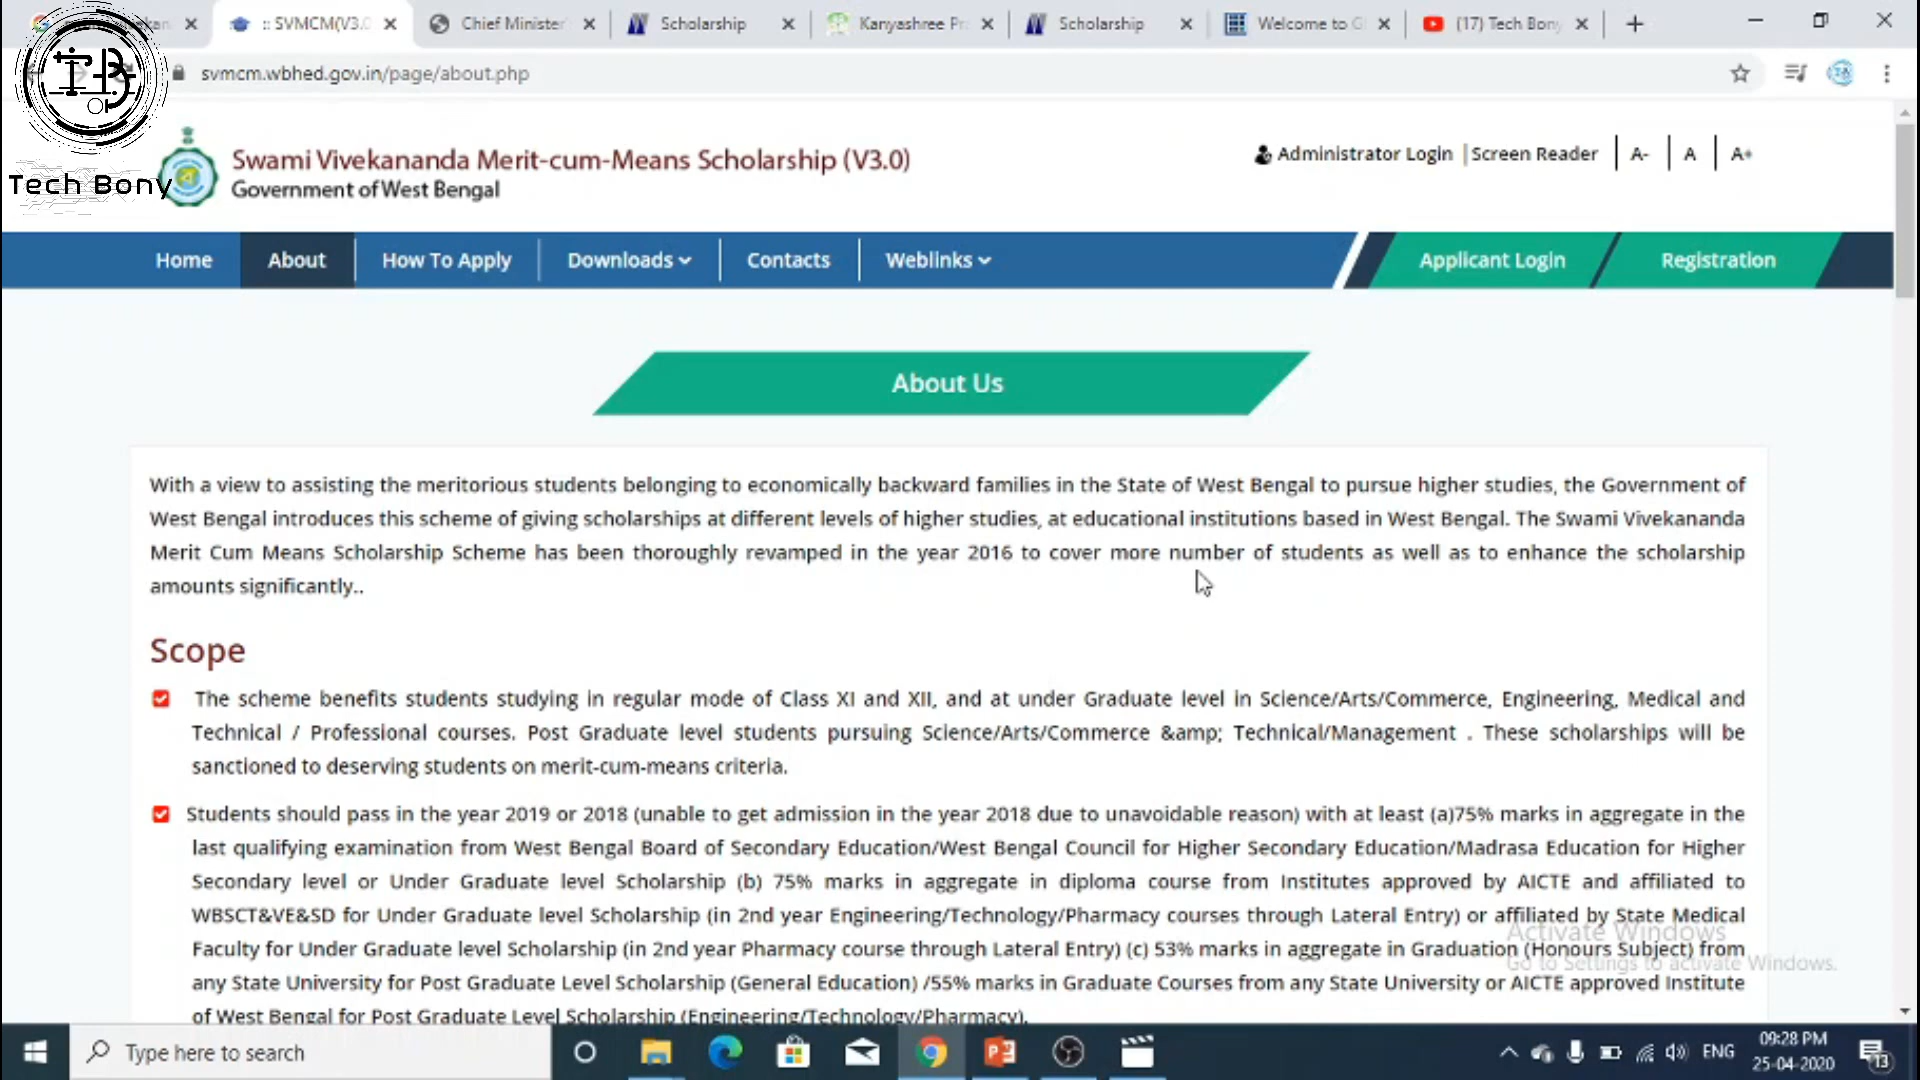 :: SVMCM(V3.0
Chief Minister
Scholarship
Kanyashree Pr
Scholarship
Welcome to
(17) Tech Bony
svmcm.wbhed.gov.in/page/about.php
Tech Bony
Swami Vivekananda Merit-cum-Means Scholarship (V3.0)
Government of West Bengal
Administrator Login | Screen Reader | A- | A | A+
Home About How To Apply Downloads Contacts Weblinks Applicant Login Registration
About Us
With a view to assisting the meritorious students belonging to economically backward families in the State of West Bengal to pursue higher studies, the Government of
West Bengal introduces this scheme of giving scholarships at different levels of higher studies, at educational institutions based in West Bengal. The Swami Vivekananda
Merit Cum Means Scholarship Scheme has been thoroughly revamped in the year 2016 to cover more number of students as well as to enhance the scholarship
amounts significantly..
Scope
The scheme benefits students studying in regular mode of Class XI and XII, and at under Graduate level in Science/Arts/Commerce, Engineering, Medical and
Technical / Professional courses. Post Graduate level students pursuing Science/Arts/Commerce &amp; Technical/Management . These scholarships will be
sanctioned to deserving students on merit-cum-means criteria.
Students should pass in the year 2019 or 2018 (unable to get admission in the year 2018 due to unavoidable reason) with at least (a)75% marks in aggregate in the
last qualifying examination from West Bengal Board of Secondary Education/West Bengal Council for Higher Secondary Education/Madrasa Education for Higher
Secondary level or Under Graduate level Scholarship (b) 75% marks in aggregate in diploma course from Institutes approved by AICTE and affiliated to
WBSCT&VE&SD for Under Graduate level Scholarship (in 2nd year Engineering/Technology/Pharmacy courses through Lateral Entry) or affiliated by State Medical
Faculty for Under Graduate level Scholarship (in 2nd year Pharmacy course through Lateral Entry) (c) 53% marks in aggregate in Graduation (Honours Subject) from
any State University for Post Graduate Level Scholarship (General Education) /55% marks in Graduate Courses from any State University or AICTE approved Institute
of West Bengal for Post Graduate Level Scholarship (Engineering/Technology/Pharmacy).
Activate Windows
Go to Settings to activate Windows.
Type here to search
ENG
09:28 PM
25-04-2020
13